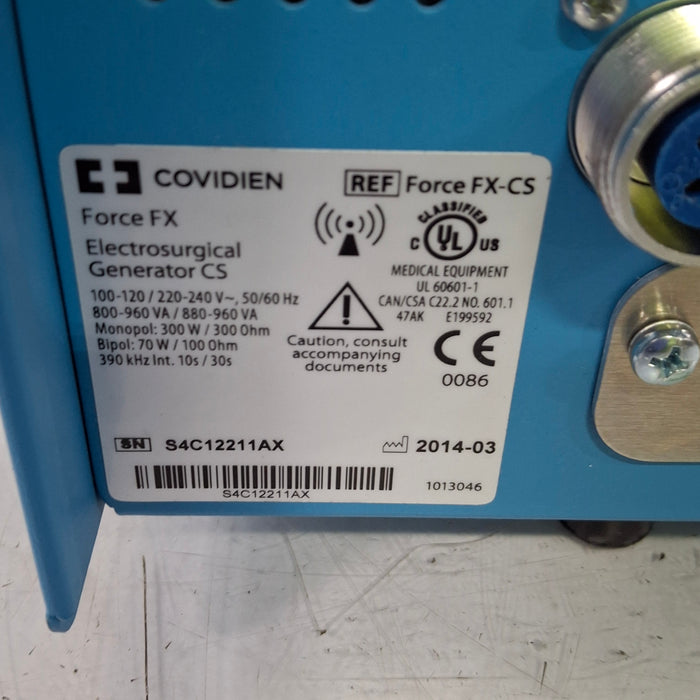 COVIDIEN
REF Force FX-CS
Force FX
Electrosurgical
Generator CS
100-120 / 220-240 V~, 50/60 Hz
800-960 VA / 880-960 VA
Monopol: 300 W / 300 Ohm
Bipol: 70 W / 100 Ohm
390 kHz Int. 10s / 30s
Caution, consult
accompanying
documents
CLASSIFIED
C UL US
MEDICAL EQUIPMENT
UL 60601-1
CAN/CSA C22.2 NO. 601.1
47AK E199592
CE
0086
SN S4C12211AX
2014-03
S4C12211AX
1013046